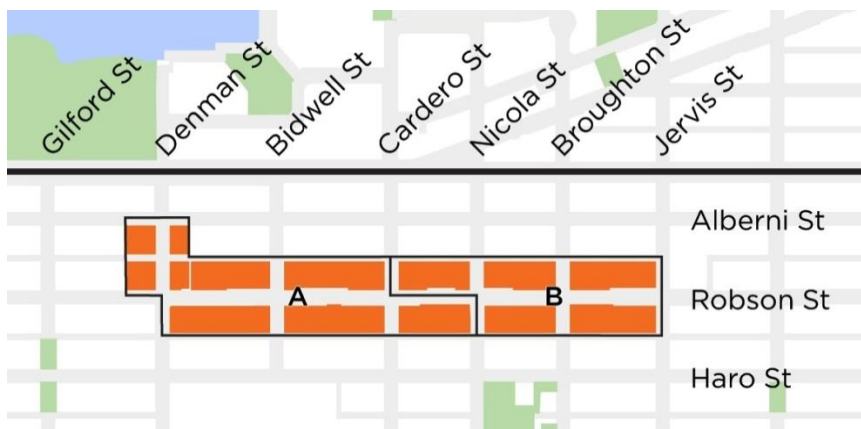 Gilford St
Denman St
Bidwell St
Cardero St
Nicola St
Broughton St
Jervis St
Alberni St
A
B
Robson St
Haro St